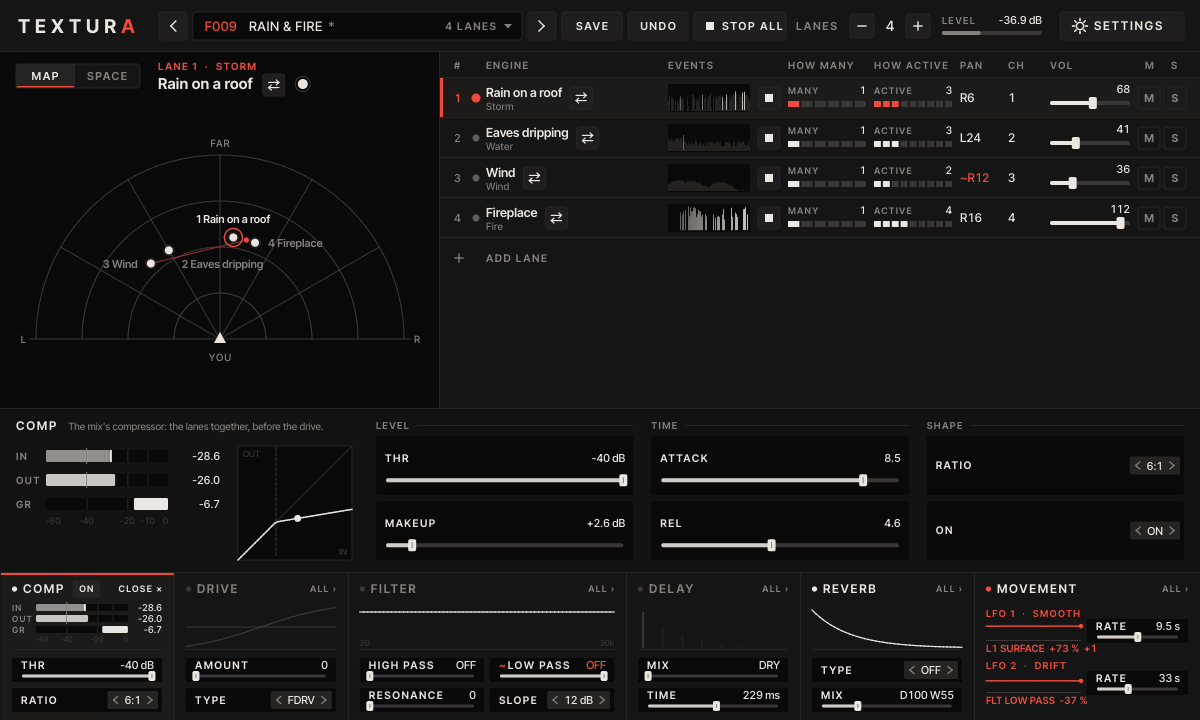 TEXTURA
F009 RAIN & FIRE * 4 LANES
SAVE
UNDO
STOP ALL
LANES
4
LEVEL -36.9 dB
SETTINGS
MAP
SPACE
LANE 1 · STORM
Rain on a roof
FAR
1 Rain on a roof
4 Fireplace
3 Wind
2 Eaves dripping
L
R
YOU
# ENGINE EVENTS HOW MANY HOW ACTIVE PAN CH VOL M S
1 Rain on a roof MANY 1 ACTIVE 3 R6 1 68 M S
Storm
2 Eaves dripping MANY 1 ACTIVE 3 L24 2 41 M S
Water
3 Wind MANY 1 ACTIVE 2 ~R12 3 36 M S
Wind
4 Fireplace MANY 1 ACTIVE 4 R16 4 112 M S
Fire
+ ADD LANE
COMP The mix's compressor: the lanes together, before the drive.
IN -28.6
OUT -26.0
GR -6.7
-60 -40 -20 -10 0
OUT
IN
LEVEL
THR -40 dB
MAKEUP +2.6 dB
TIME
ATTACK 8.5
REL 4.6
SHAPE
RATIO 6:1
ON ON
COMP ON CLOSE ×
IN -28.6
OUT -26.0
GR -6.7
-60 -40 -20 0
THR -40 dB
RATIO 6:1
DRIVE ALL ›
AMOUNT 0
TYPE FDRV
FILTER ALL ›
20 20k
HIGH PASS OFF
~LOW PASS OFF
RESONANCE 0
SLOPE 12 dB
DELAY ALL ›
MIX DRY
TIME 229 ms
REVERB ALL ›
TYPE OFF
MIX D100 W55
MOVEMENT ALL ›
LFO 1 · SMOOTH
RATE 9.5 s
L1 SURFACE +73 % +1
LFO 2 · DRIFT
RATE 33 s
FLT LOW PASS -37 %